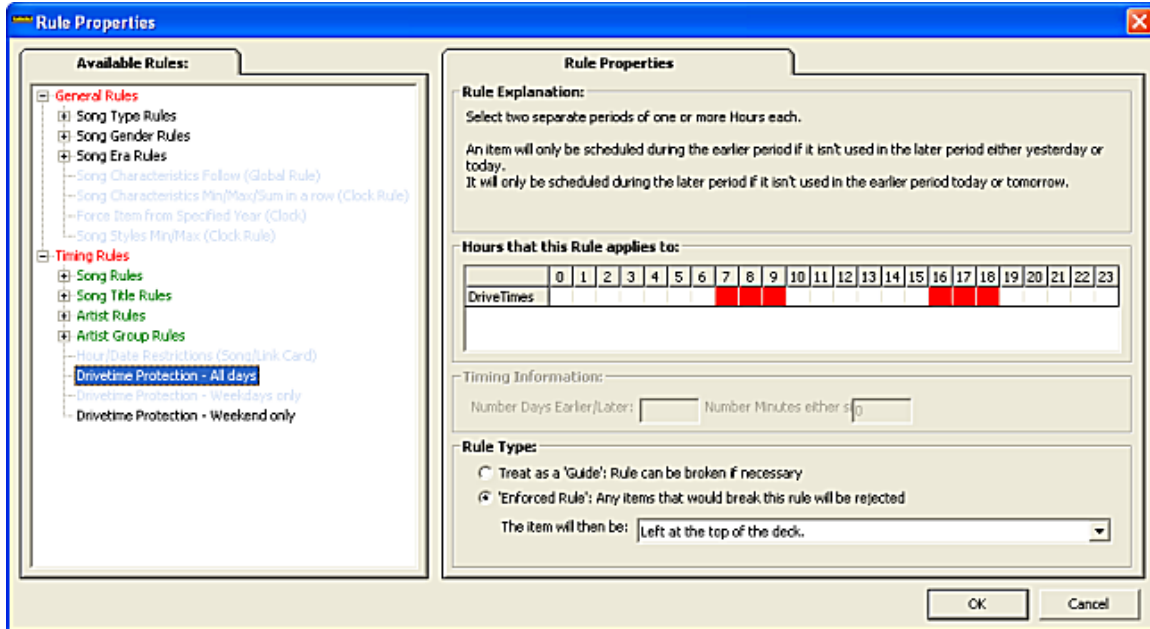 Rule Properties
Available Rules:
General Rules
Song Type Rules
Song Gender Rules
Song Era Rules
Song Characteristics Follow (Global Rule)
Song Characteristics Min/Max/Sum in a row (Clock Rule)
Force Item from Specified Year (Clock)
Song Styles Min/Max (Clock Rule)
Timing Rules
Song Rules
Song Title Rules
Artist Rules
Artist Group Rules
Hour/Date Restrictions (Song/Link Card)
Drivetime Protection - All days
Drivetime Protection - Weekdays only
Drivetime Protection - Weekend only
Rule Properties
Rule Explanation:
Select two separate periods of one or more Hours each.
An item will only be scheduled during the earlier period if it isn't used in the later period either yesterday or
today.
It will only be scheduled during the later period if it isn't used in the earlier period today or tomorrow.
Hours that this Rule applies to:
0 1 2 3 4 5 6 7 8 9 10 11 12 13 14 15 16 17 18 19 20 21 22 23
DriveTimes
Timing Information:
Number Days Earlier/Later: Number Minutes either si 0
Rule Type:
Treat as a 'Guide': Rule can be broken if necessary
'Enforced Rule': Any items that would break this rule will be rejected
The item will then be: Left at the top of the deck.
OK Cancel